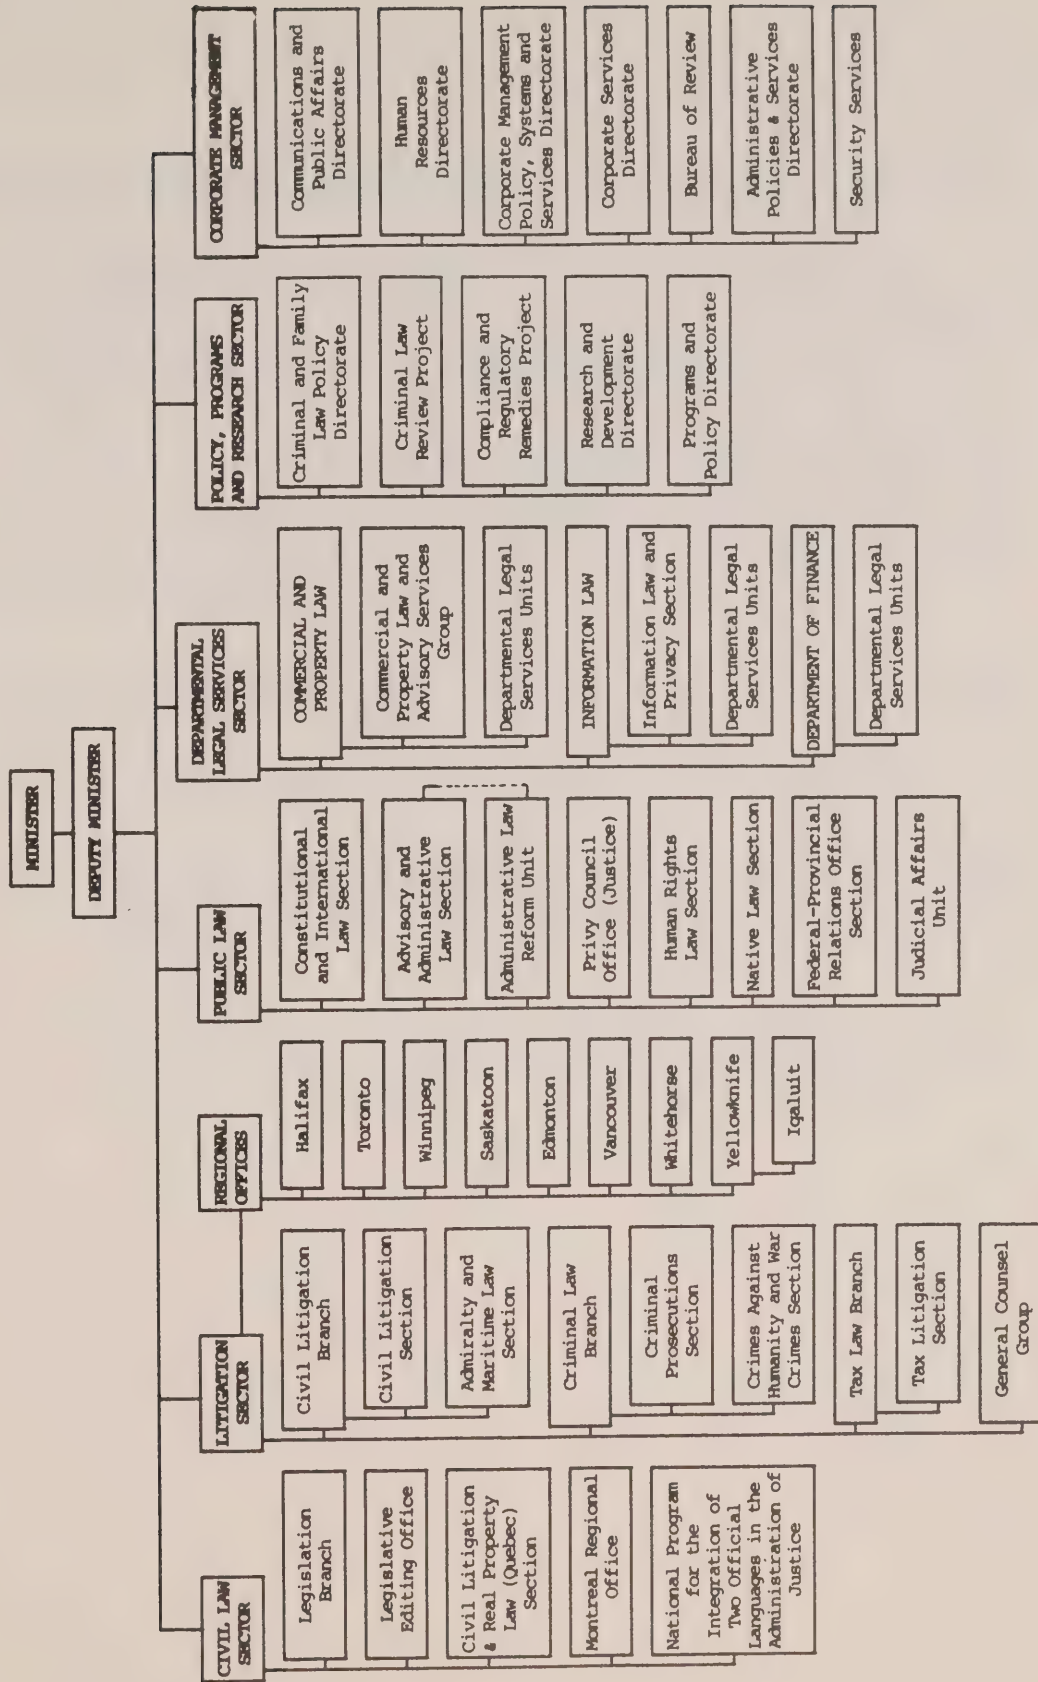 MINISTER
DEPUTY MINISTER
CIVIL LAW
SECTOR
Legislation
Branch
Legislative
Editing Office
Civil Litigation
& Real Property
Law (Quebec)
Section
Montreal Regional
Office
National Program
for the
Integration of
Two Official
Languages in the
Administration of
Justice
LITIGATION
SECTOR
Civil Litigation
Branch
Civil Litigation
Section
Admiralty and
Maritime Law
Section
Criminal Law
Branch
Criminal
Prosecutions
Section
Crimes Against
Humanity and War
Crimes Section
Tax Law Branch
Tax Litigation
Section
General Counsel
Group
REGIONAL
OFFICES
Halifax
Toronto
Winnipeg
Saskatoon
Edmonton
Vancouver
Whitehorse
Yellowknife
Iqaluit
PUBLIC LAW
SECTOR
Constitutional
and International
Law Section
Advisory and
Administrative
Law Section
Administrative Law
Reform Unit
Privy Council
Office (Justice)
Human Rights
Law Section
Native Law Section
Federal-Provincial
Relations Office
Section
Judicial Affairs
Unit
DEPARTMENTAL
LEGAL SERVICES
SECTOR
COMMERCIAL AND
PROPERTY LAW
Commercial and
Property Law and
Advisory Services
Group
Departmental Legal
Services Units
INFORMATION LAW
Information Law and
Privacy Section
Departmental Legal
Services Units
DEPARTMENT OF FINANCE
Departmental Legal
Services Units
POLICY, PROGRAMS
AND RESEARCH SECTOR
Criminal and Family
Law Policy
Directorate
Criminal Law
Review Project
Compliance and
Regulatory
Remedies Project
Research and
Development
Directorate
Programs and
Policy Directorate
CORPORATE MANAGEMENT
SECTOR
Communications and
Public Affairs
Directorate
Human
Resources
Directorate
Corporate Management
Policy, Systems and
Services Directorate
Corporate Services
Directorate
Bureau of Review
Administrative
Policies & Services
Directorate
Security Services